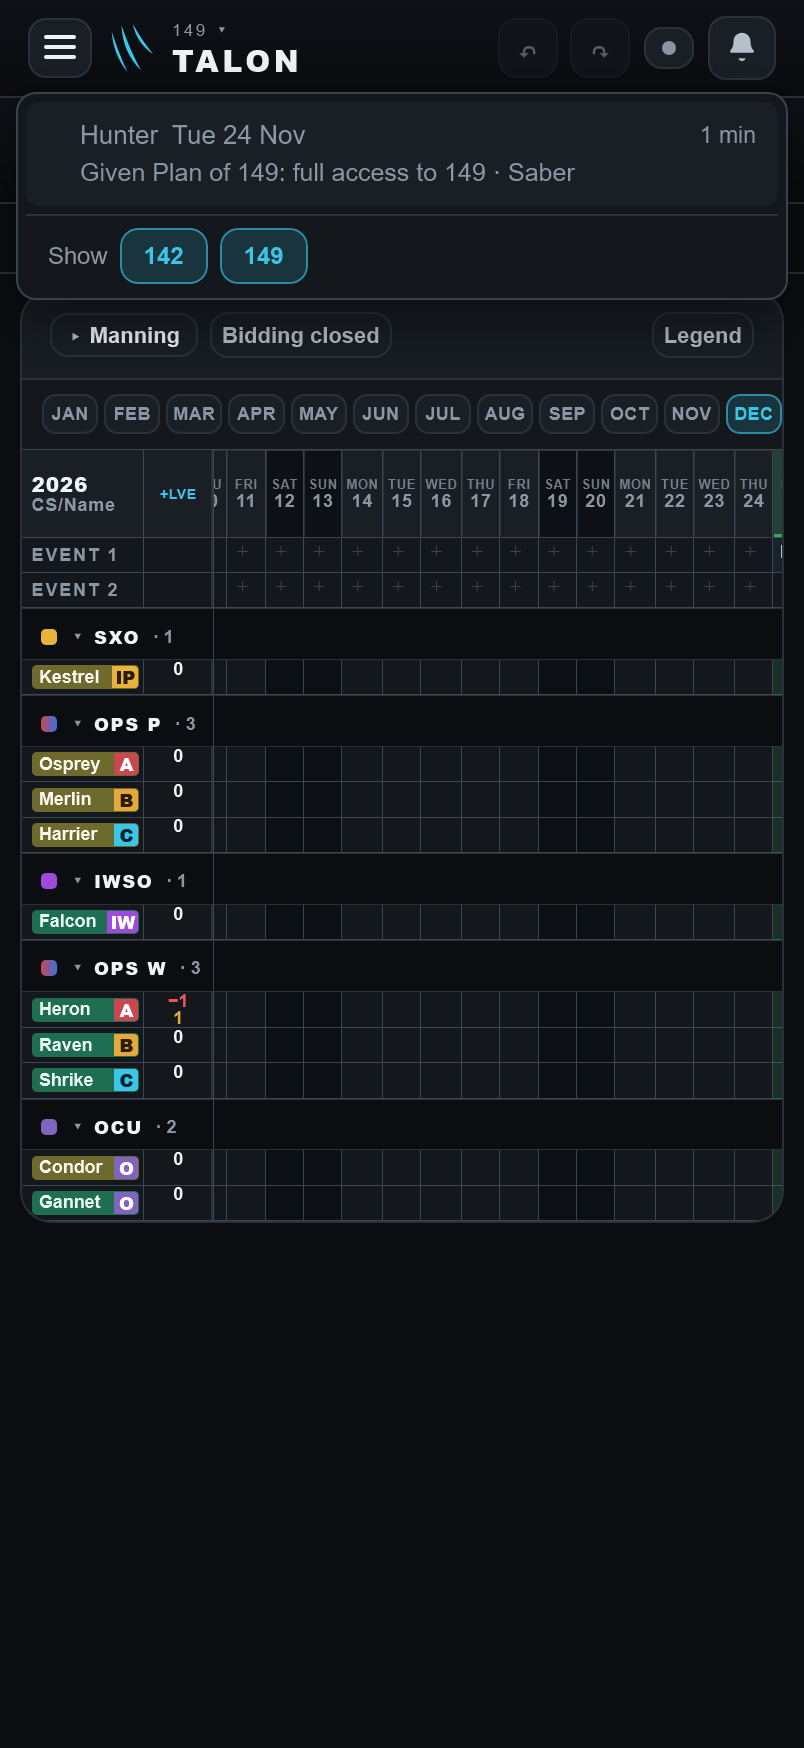 149 ▾
TALON
Hunter Tue 24 Nov 1 min
Given Plan of 149: full access to 149 · Saber
Show 142 149
▸ Manning Bidding closed Legend
JAN FEB MAR APR MAY JUN JUL AUG SEP OCT NOV DEC
2026 CS/Name +LVE FRI 11 SAT 12 SUN 13 MON 14 TUE 15 WED 16 THU 17 FRI 18 SAT 19 SUN 20 MON 21 TUE 22 WED 23 THU 24
EVENT 1 + + + + + + + + + + + + + +
EVENT 2 + + + + + + + + + + + + + +
▾ SXO · 1
Kestrel IP 0
▾ OPS P · 3
Osprey A 0
Merlin B 0
Harrier C 0
▾ IWSO · 1
Falcon IW 0
▾ OPS W · 3
Heron A −1 1
Raven B 0
Shrike C 0
▾ OCU · 2
Condor O 0
Gannet O 0